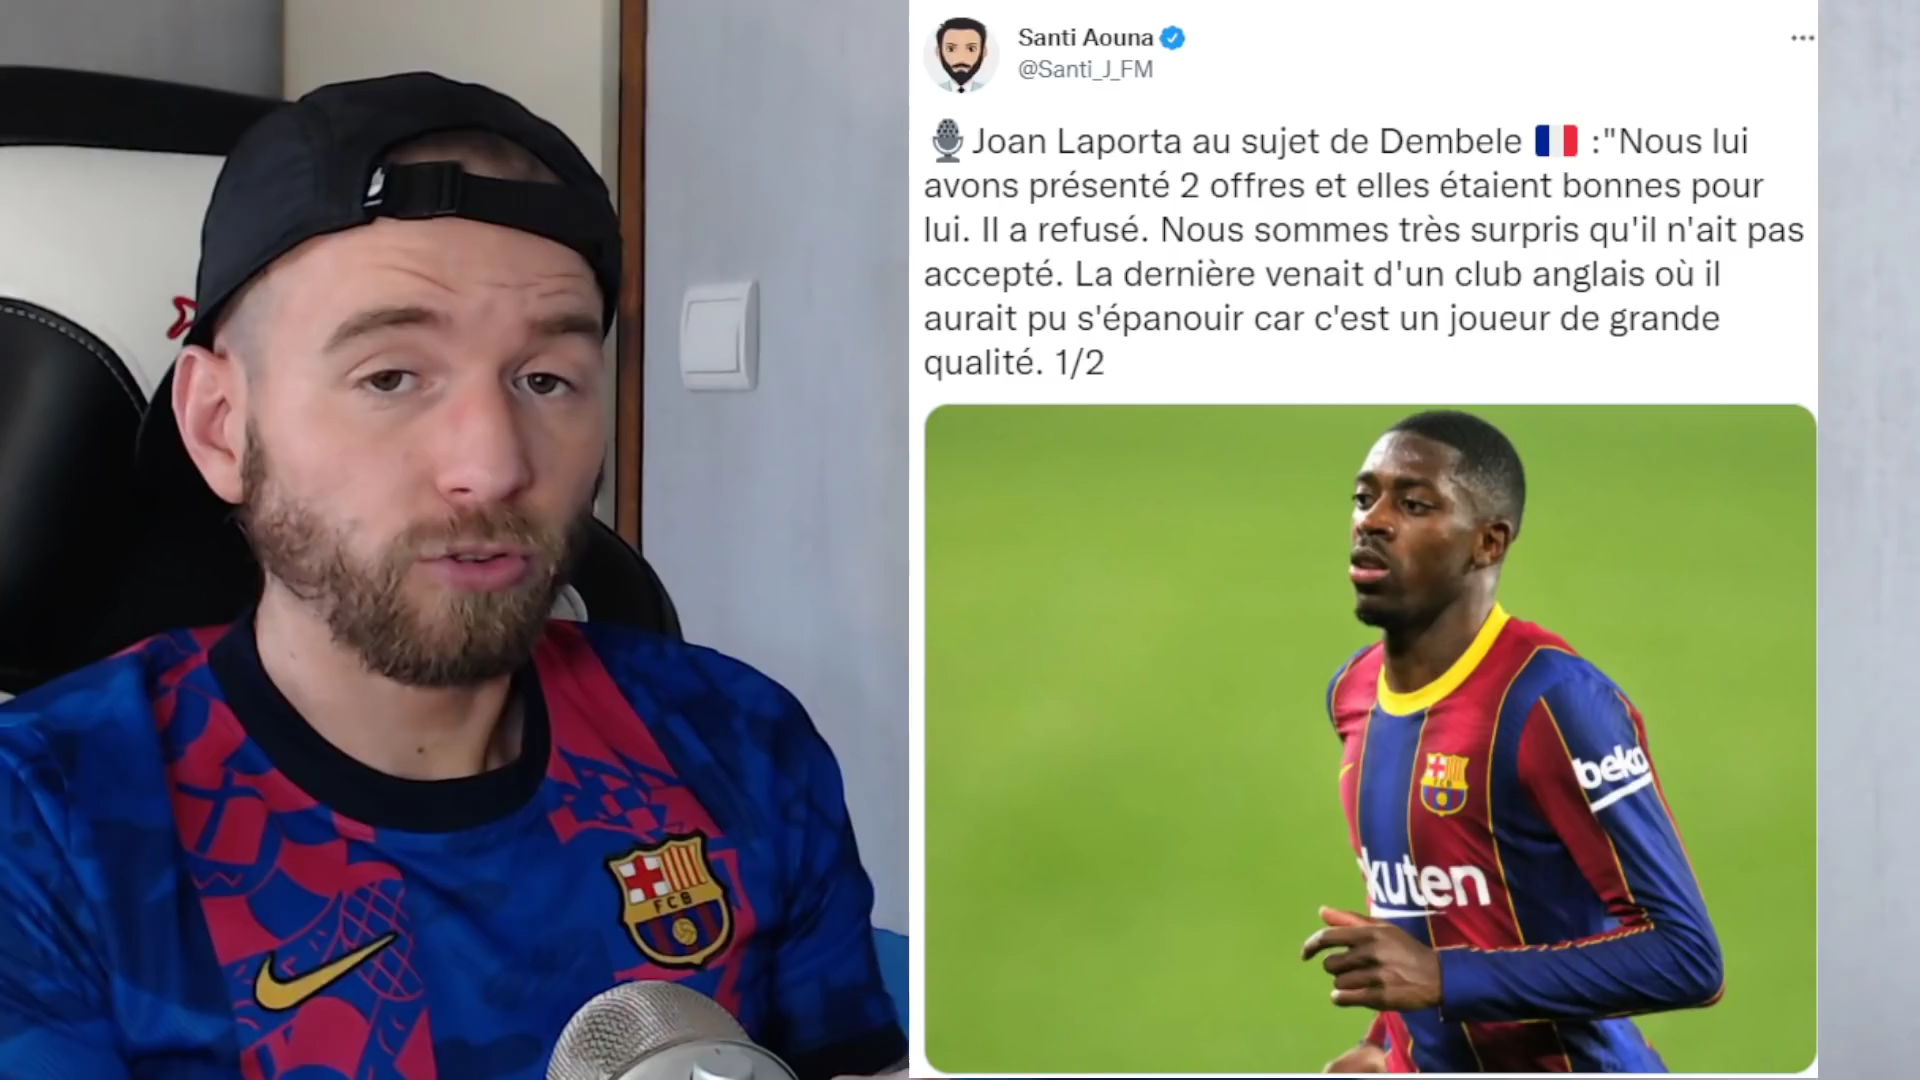 Santi Aouna
@Santi_J_FM
Joan Laporta au sujet de Dembele :"Nous lui
avons présenté 2 offres et elles étaient bonnes pour
lui. Il a refusé. Nous sommes très surpris qu'il n'ait pas
accepté. La dernière venait d'un club anglais où il
aurait pu s'épanouir car c'est un joueur de grande
qualité. 1/2
FCB
beko
kuten